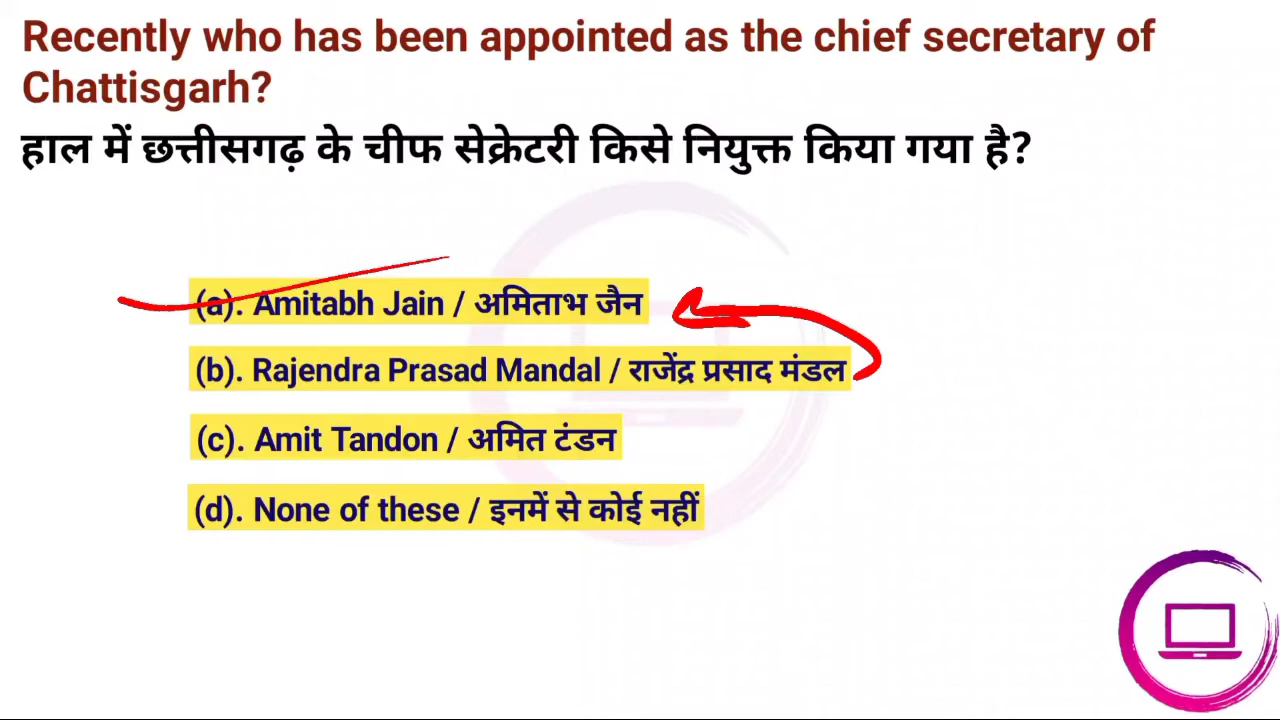 Recently who has been appointed as the chief secretary of
Chattisgarh?
हाल में छत्तीसगढ़ के चीफ सेक्रेटरी किसे नियुक्त किया गया है?
(a). Amitabh Jain / अमिताभ जैन
(b). Rajendra Prasad Mandal / राजेंद्र प्रसाद मंडल
(c). Amit Tandon / अमित टंडन
(d). None of these / इनमें से कोई नहीं